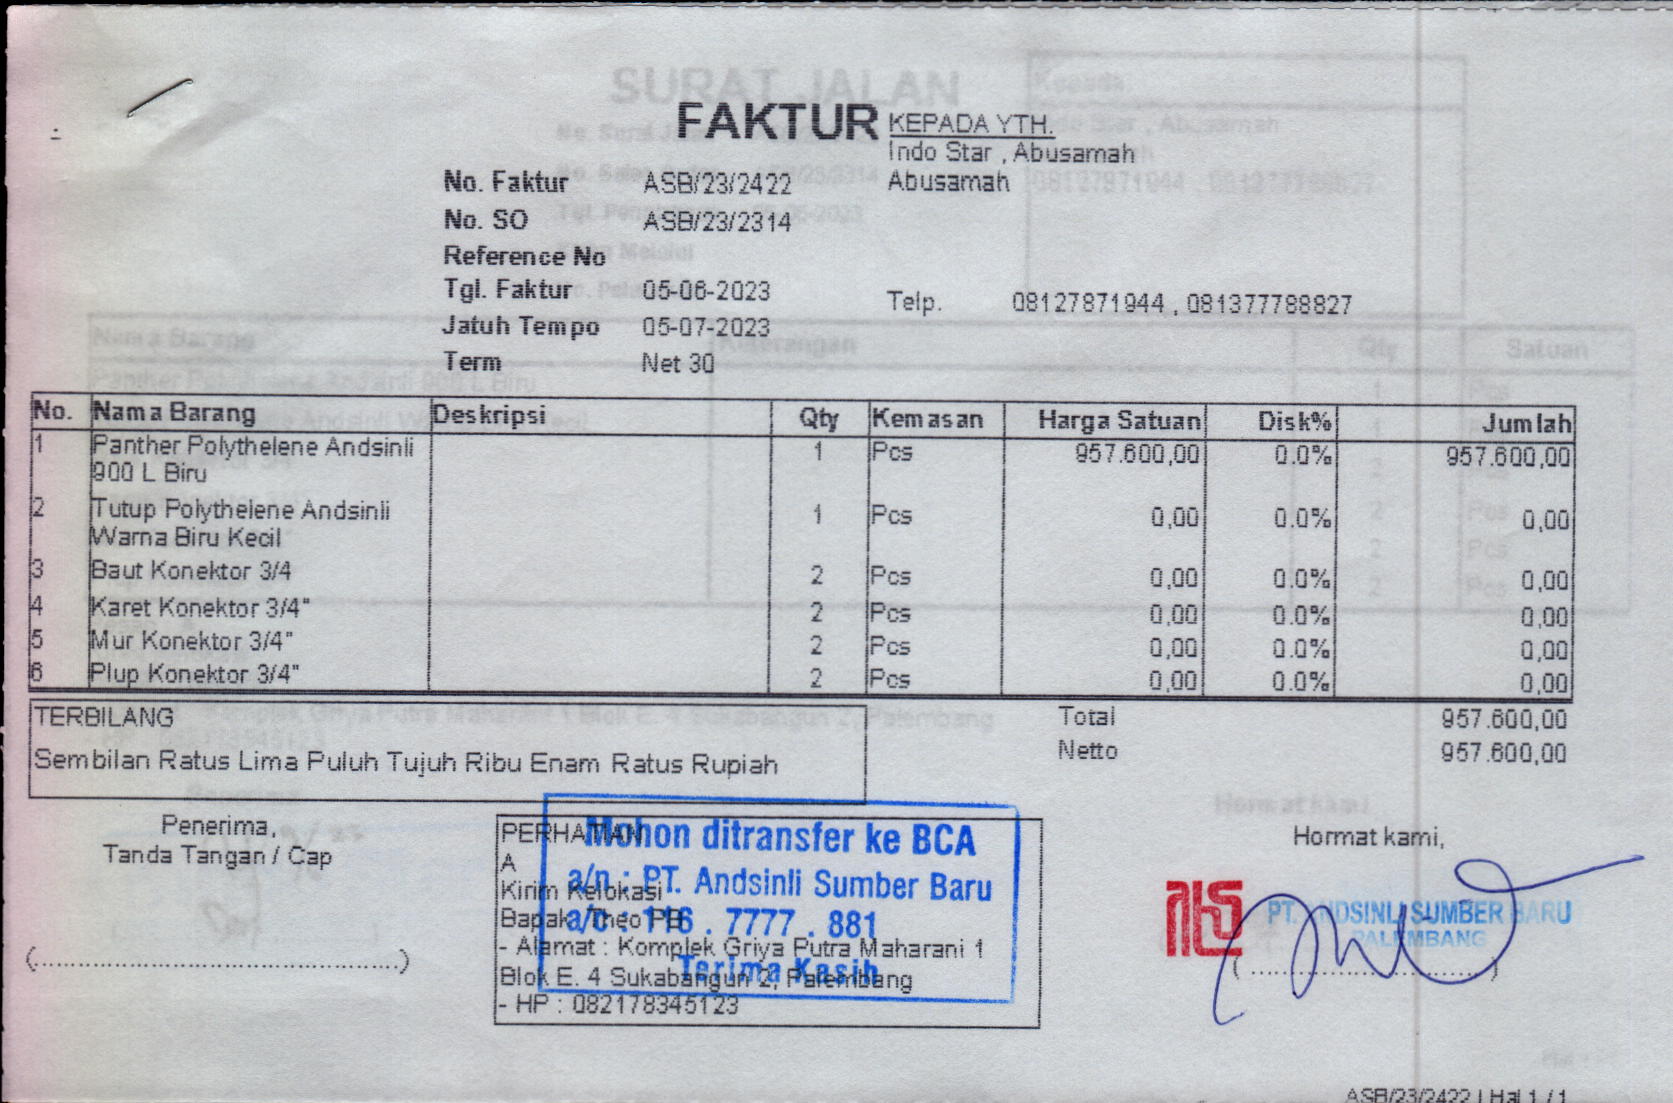 FAKTUR
KEPADA YTH.
Indo Star , Abusamah
Abusamah
No. Faktur ASB/23/2422
No. SO ASB/23/2314
Reference No
Tgl. Faktur 05-06-2023
Telp. 08127871944 , 081377788827
Jatuh Tempo 05-07-2023
Term Net 30
No. Nama Barang Deskripsi Qty Kemasan Harga Satuan Disk% Jumlah
1 Panther Polythelene Andsinli 1 Pcs 957.600,00 0.0% 957.600,00
900 L Biru
2 Tutup Polythelene Andsinli 1 Pcs 0,00 0.0% 0,00
Warna Biru Kecil
3 Baut Konektor 3/4 2 Pcs 0,00 0.0% 0,00
4 Karet Konektor 3/4" 2 Pcs 0,00 0.0% 0,00
5 Mur Konektor 3/4" 2 Pcs 0,00 0.0% 0,00
6 Plup Konektor 3/4" 2 Pcs 0,00 0.0% 0,00
TERBILANG
Sembilan Ratus Lima Puluh Tujuh Ribu Enam Ratus Rupiah
Total 957.600,00
Netto 957.600,00
Penerima,
Tanda Tangan / Cap
(..........................................)
PERHATIAN
A
Kirim Kelokasi
Bapak Theo PB
- Alamat : Komplek Griya Putra Maharani 1
Blok E. 4 Sukabangun 2, Palembang
- HP : 082178345123
Mohon ditransfer ke BCA
a/n : PT. Andsinli Sumber Baru
a/c : 116 . 7777 . 881
Terima Kasih
Hormat kami,
PT. ANDSINLI SUMBER BARU
PALEMBANG
(..............................)
ASB/23/2422 | Hal 1 / 1